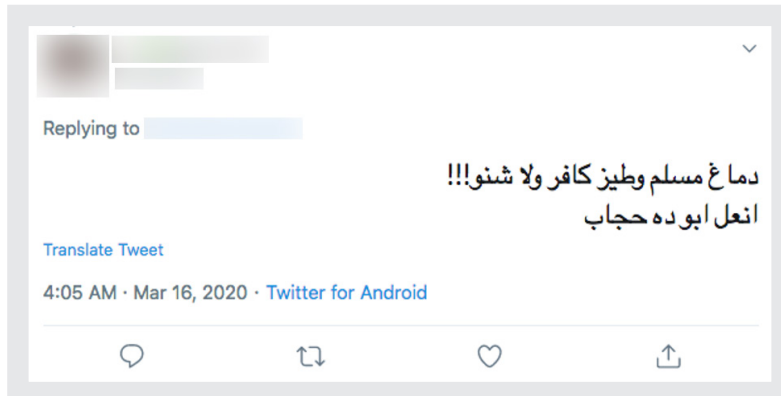 Replying to
دماغ مسلم وطيز كافر ولا شنو!!!
انعل ابو ده حجاب
Translate Tweet
4:05 AM · Mar 16, 2020 · Twitter for Android